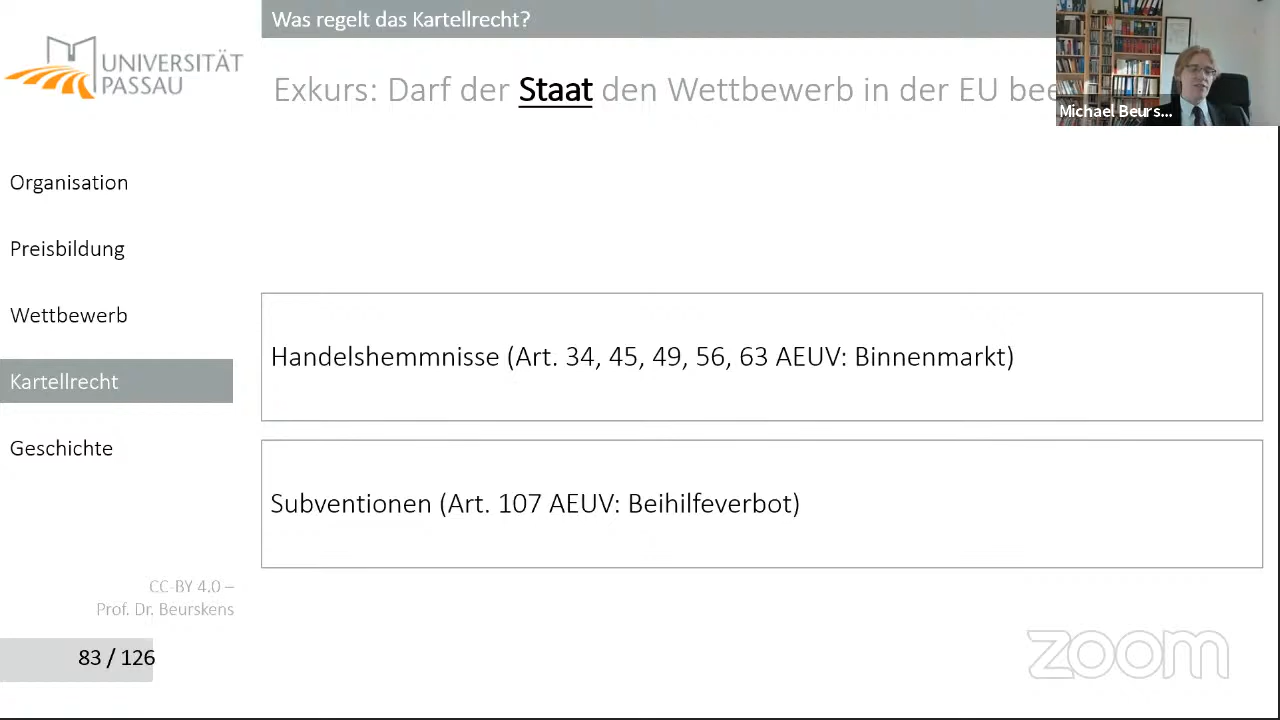 Was regelt das Kartellrecht?
UNIVERSITÄT
PASSAU
Exkurs: Darf der Staat den Wettbewerb in der EU
Michael Beurs...
Organisation
Preisbildung
Wettbewerb
Kartellrecht
Geschichte
Handelshemmnisse (Art. 34, 45, 49, 56, 63 AEUV: Binnenmarkt)
Subventionen (Art. 107 AEUV: Beihilfeverbot)
CC-BY 4.0 –
Prof. Dr. Beurskens
83 / 126
zoom